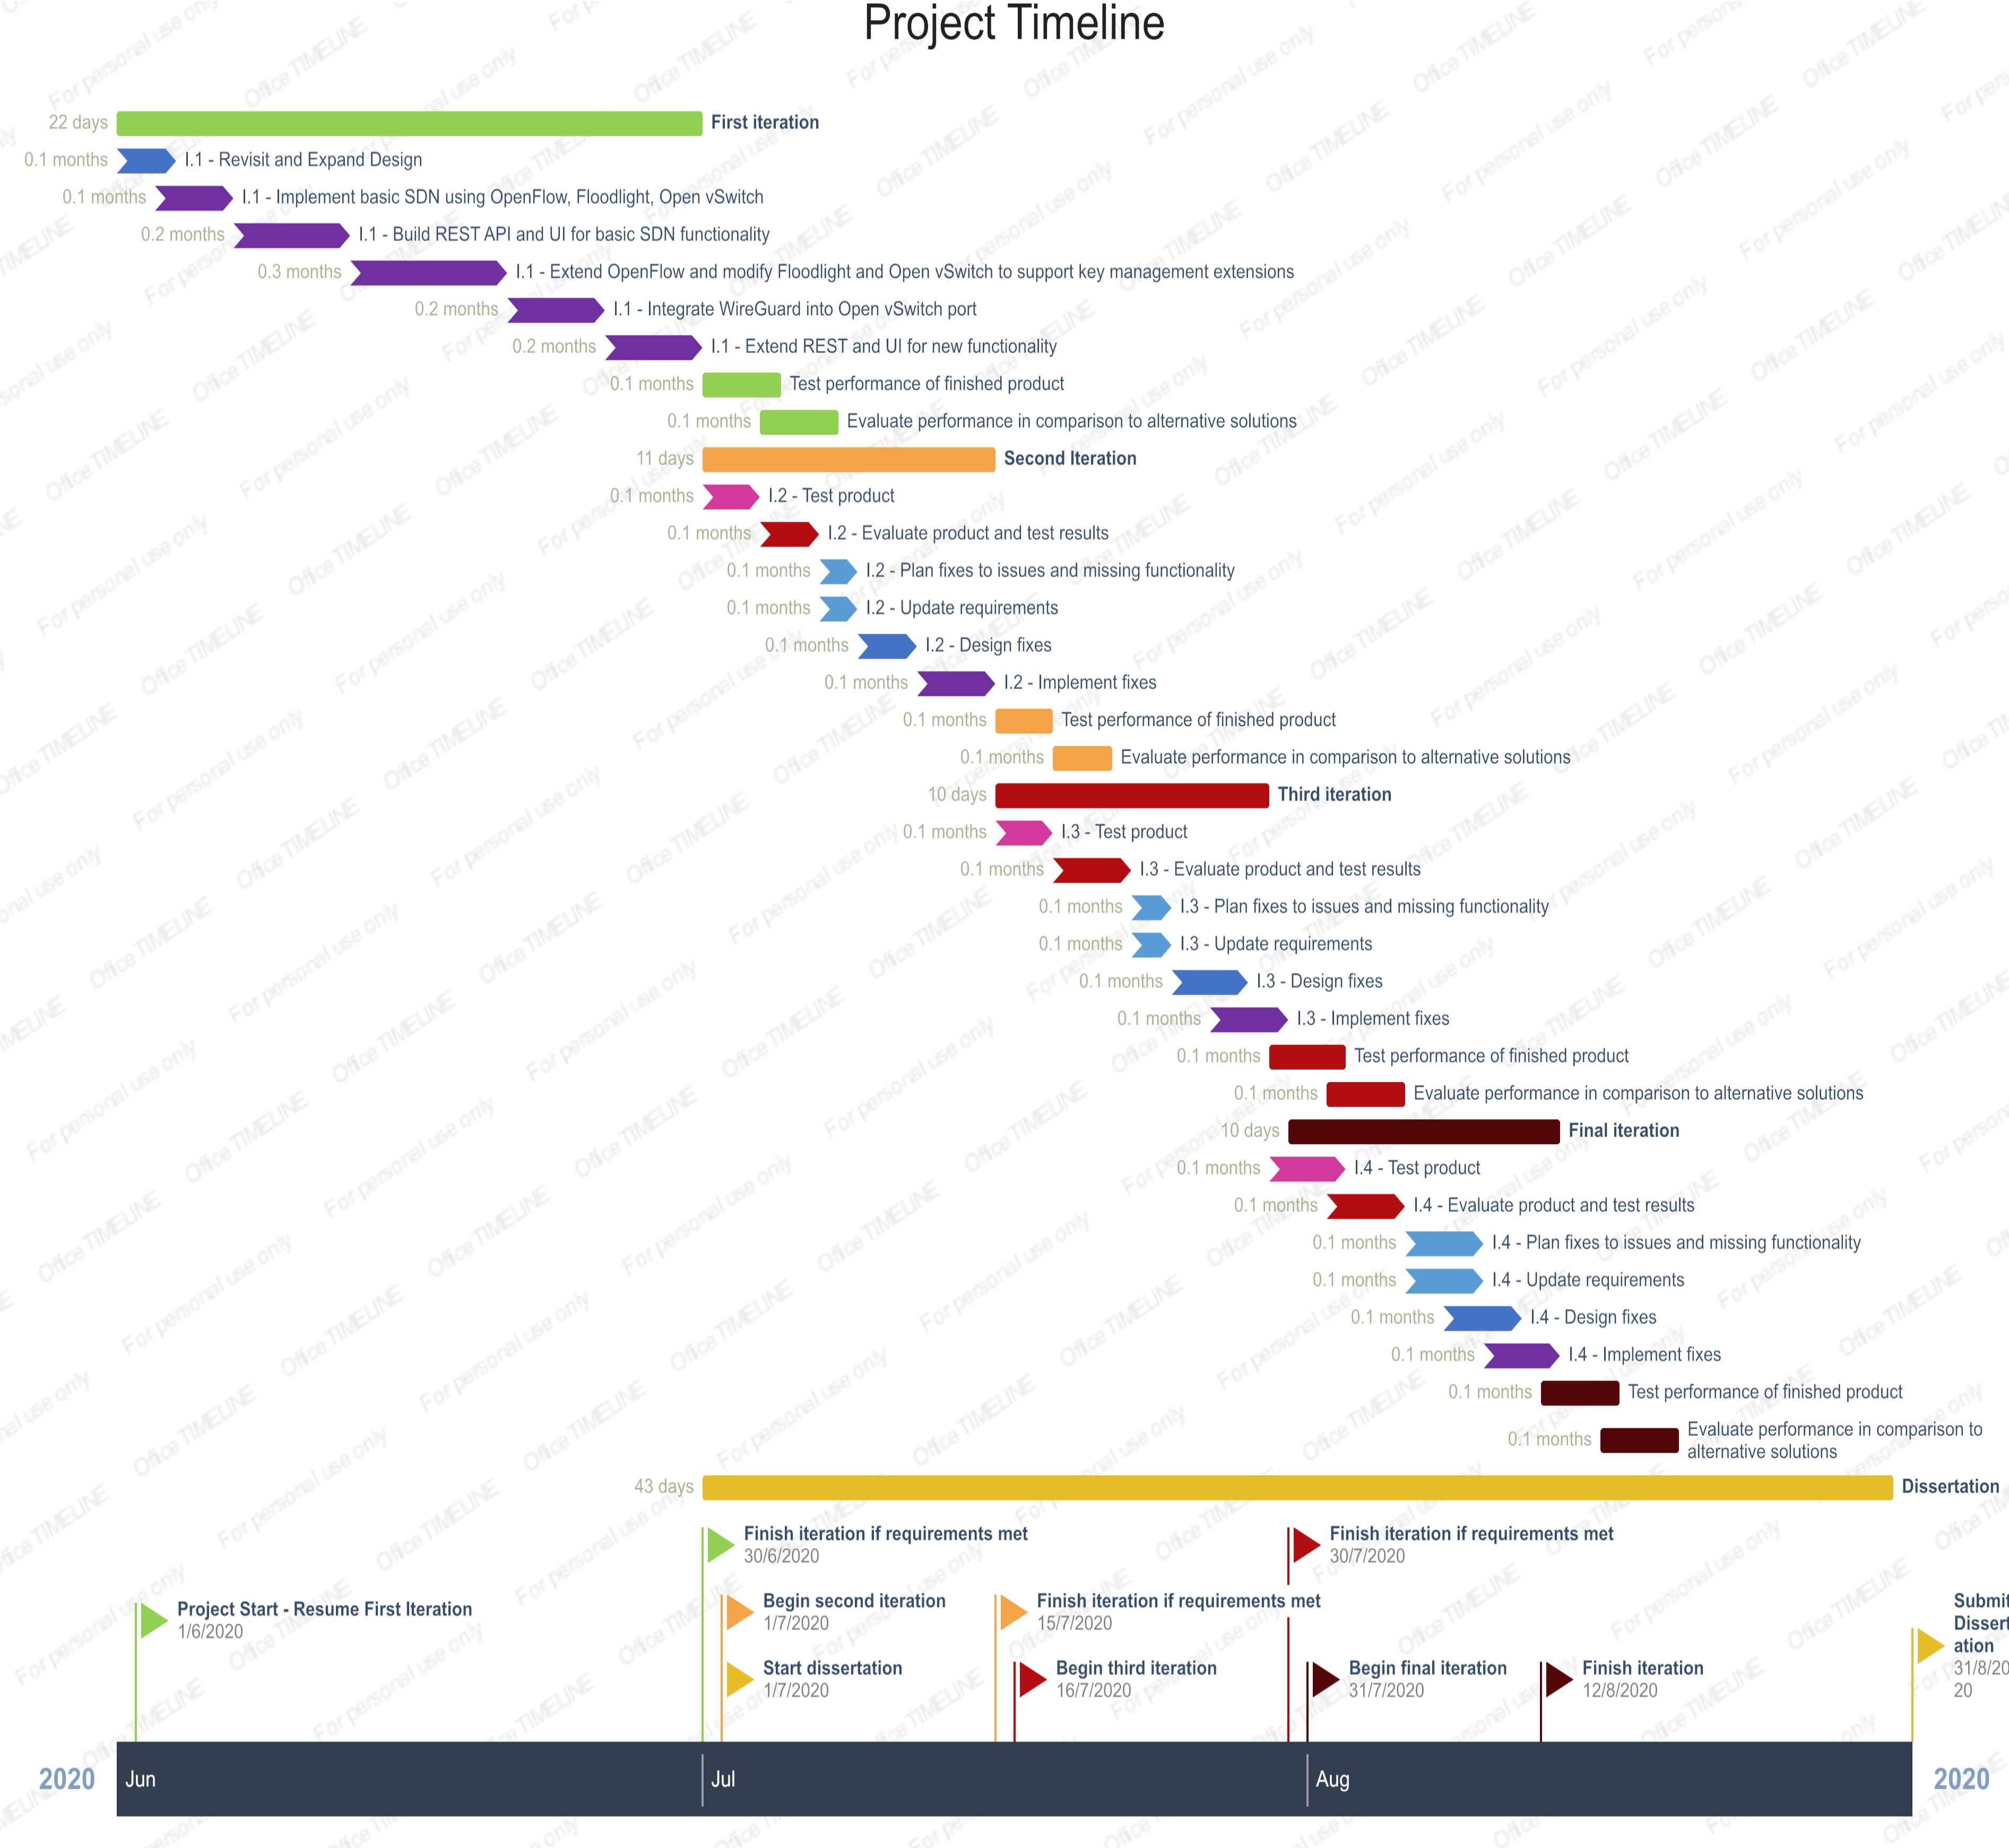 Project Timeline
22 days First iteration
0.1 months I.1 - Revisit and Expand Design
0.1 months I.1 - Implement basic SDN using OpenFlow, Floodlight, Open vSwitch
0.2 months I.1 - Build REST API and UI for basic SDN functionality
0.3 months I.1 - Extend OpenFlow and modify Floodlight and Open vSwitch to support key management extensions
0.2 months I.1 - Integrate WireGuard into Open vSwitch port
0.2 months I.1 - Extend REST and UI for new functionality
0.1 months Test performance of finished product
0.1 months Evaluate performance in comparison to alternative solutions
11 days Second Iteration
0.1 months I.2 - Test product
0.1 months I.2 - Evaluate product and test results
0.1 months I.2 - Plan fixes to issues and missing functionality
0.1 months I.2 - Update requirements
0.1 months I.2 - Design fixes
0.1 months I.2 - Implement fixes
0.1 months Test performance of finished product
0.1 months Evaluate performance in comparison to alternative solutions
10 days Third iteration
0.1 months I.3 - Test product
0.1 months I.3 - Evaluate product and test results
0.1 months I.3 - Plan fixes to issues and missing functionality
0.1 months I.3 - Update requirements
0.1 months I.3 - Design fixes
0.1 months I.3 - Implement fixes
0.1 months Test performance of finished product
0.1 months Evaluate performance in comparison to alternative solutions
10 days Final iteration
0.1 months I.4 - Test product
0.1 months I.4 - Evaluate product and test results
0.1 months I.4 - Plan fixes to issues and missing functionality
0.1 months I.4 - Update requirements
0.1 months I.4 - Design fixes
0.1 months I.4 - Implement fixes
0.1 months Test performance of finished product
0.1 months Evaluate performance in comparison to
alternative solutions
43 days Dissertation
Finish iteration if requirements met
30/6/2020
Finish iteration if requirements met
30/7/2020
Project Start - Resume First Iteration
1/6/2020
Begin second iteration
1/7/2020
Finish iteration if requirements met
15/7/2020
Submit
Dissert
ation
31/8/20
20
Start dissertation
1/7/2020
Begin third iteration
16/7/2020
Begin final iteration
31/7/2020
Finish iteration
12/8/2020
2020 Jun Jul Aug 2020
For personal use only
Office TIMELINE